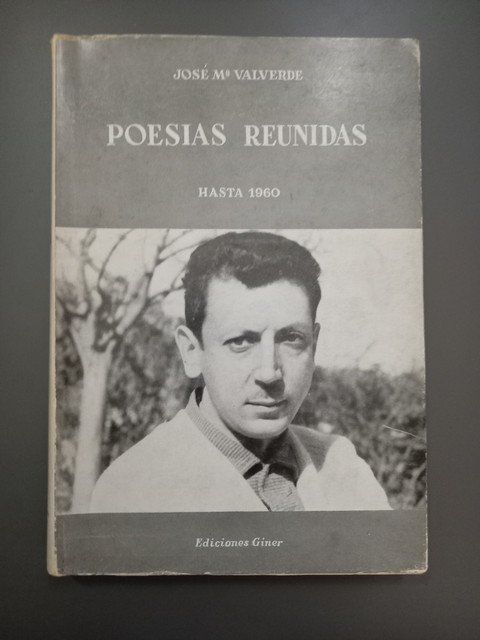 JOSÉ Mª VALVERDE
POESIAS REUNIDAS
HASTA 1960
Ediciones Giner